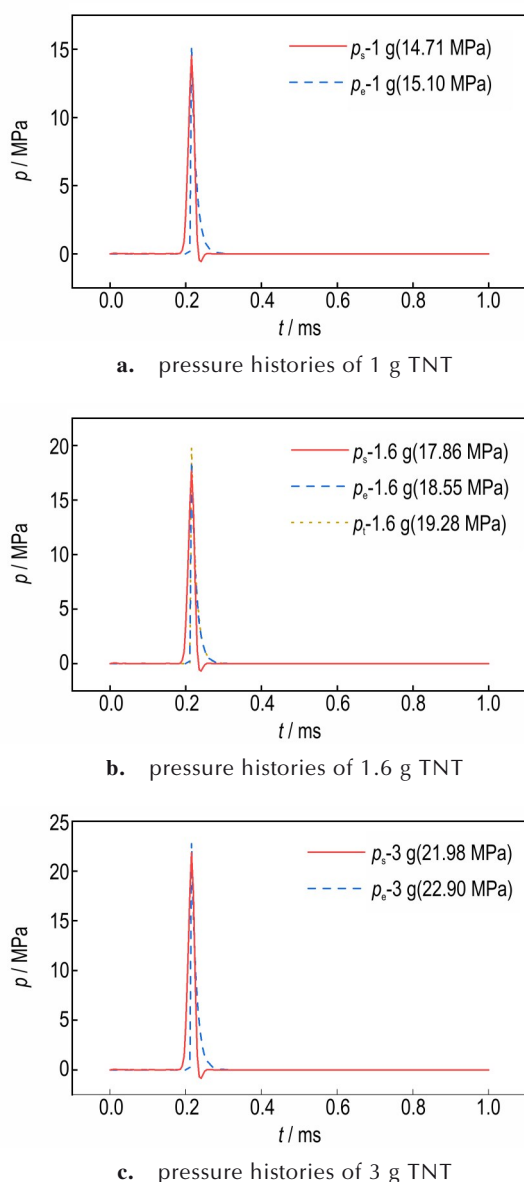 15
10
5
0
p / MPa
pₛ-1 g(14.71 MPa)
pₑ-1 g(15.10 MPa)
0.0 0.2 0.4 0.6 0.8 1.0
t / ms
a. pressure histories of 1 g TNT
20
15
10
5
0
p / MPa
pₛ-1.6 g(17.86 MPa)
pₑ-1.6 g(18.55 MPa)
pₜ-1.6 g(19.28 MPa)
0.0 0.2 0.4 0.6 0.8 1.0
t / ms
b. pressure histories of 1.6 g TNT
25
20
15
10
5
0
p / MPa
pₛ-3 g(21.98 MPa)
pₑ-3 g(22.90 MPa)
0.0 0.2 0.4 0.6 0.8 1.0
t / ms
c. pressure histories of 3 g TNT